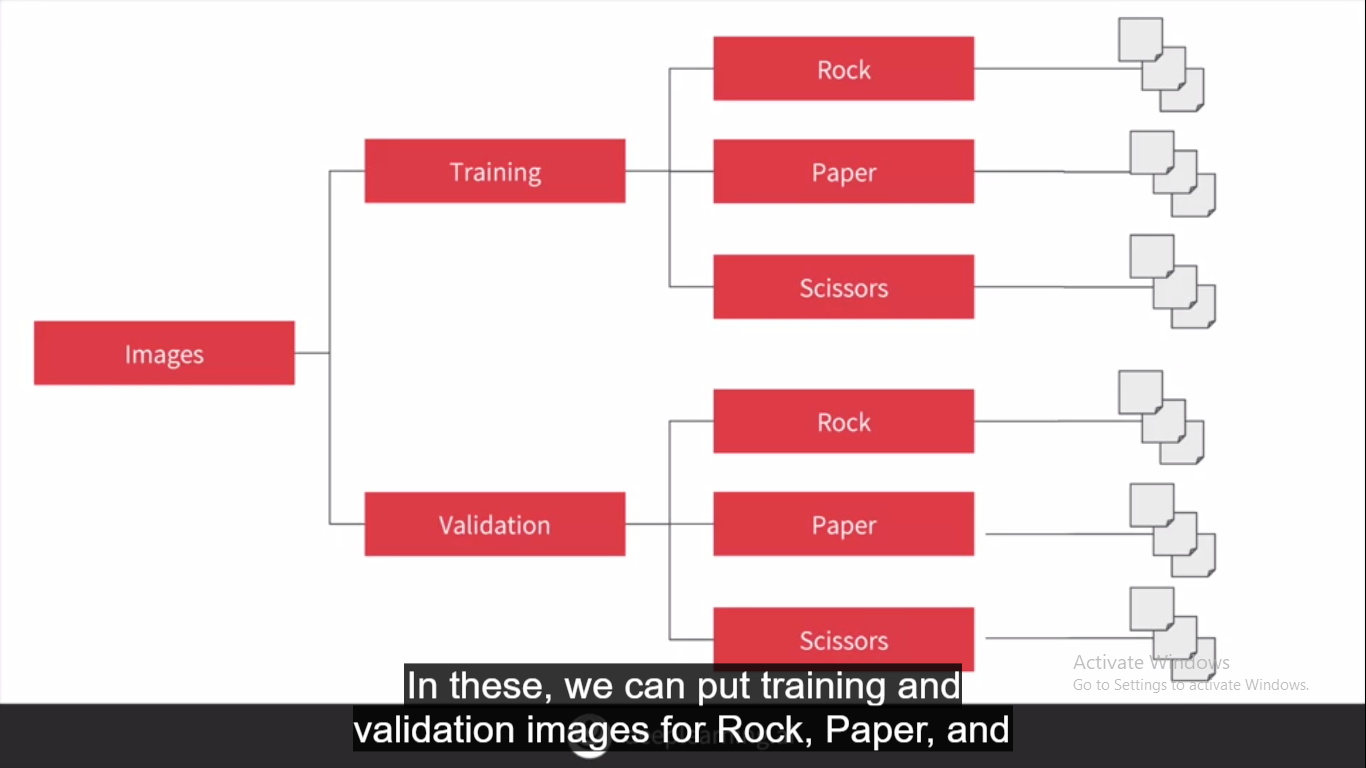 Rock
Training
Paper
Scissors
Images
Rock
Validation
Paper
Scissors
Activate Windows
Go to Settings to activate Windows.
In these, we can put training and
validation images for Rock, Paper, and